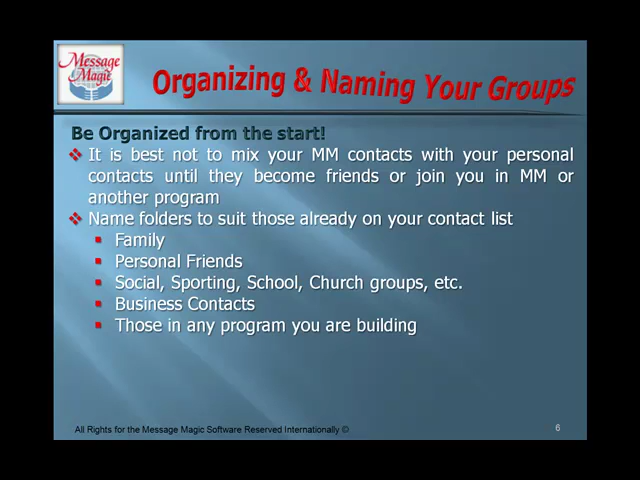 Message
Magic
Organizing & Naming Your Groups
Be Organized from the start!
It is best not to mix your MM contacts with your personal
contacts until they become friends or join you in MM or
another program
Name folders to suit those already on your contact list
Family
Personal Friends
Social, Sporting, School, Church groups, etc.
Business Contacts
Those in any program you are building
All Rights for the Message Magic Software Reserved Internationally ©
6